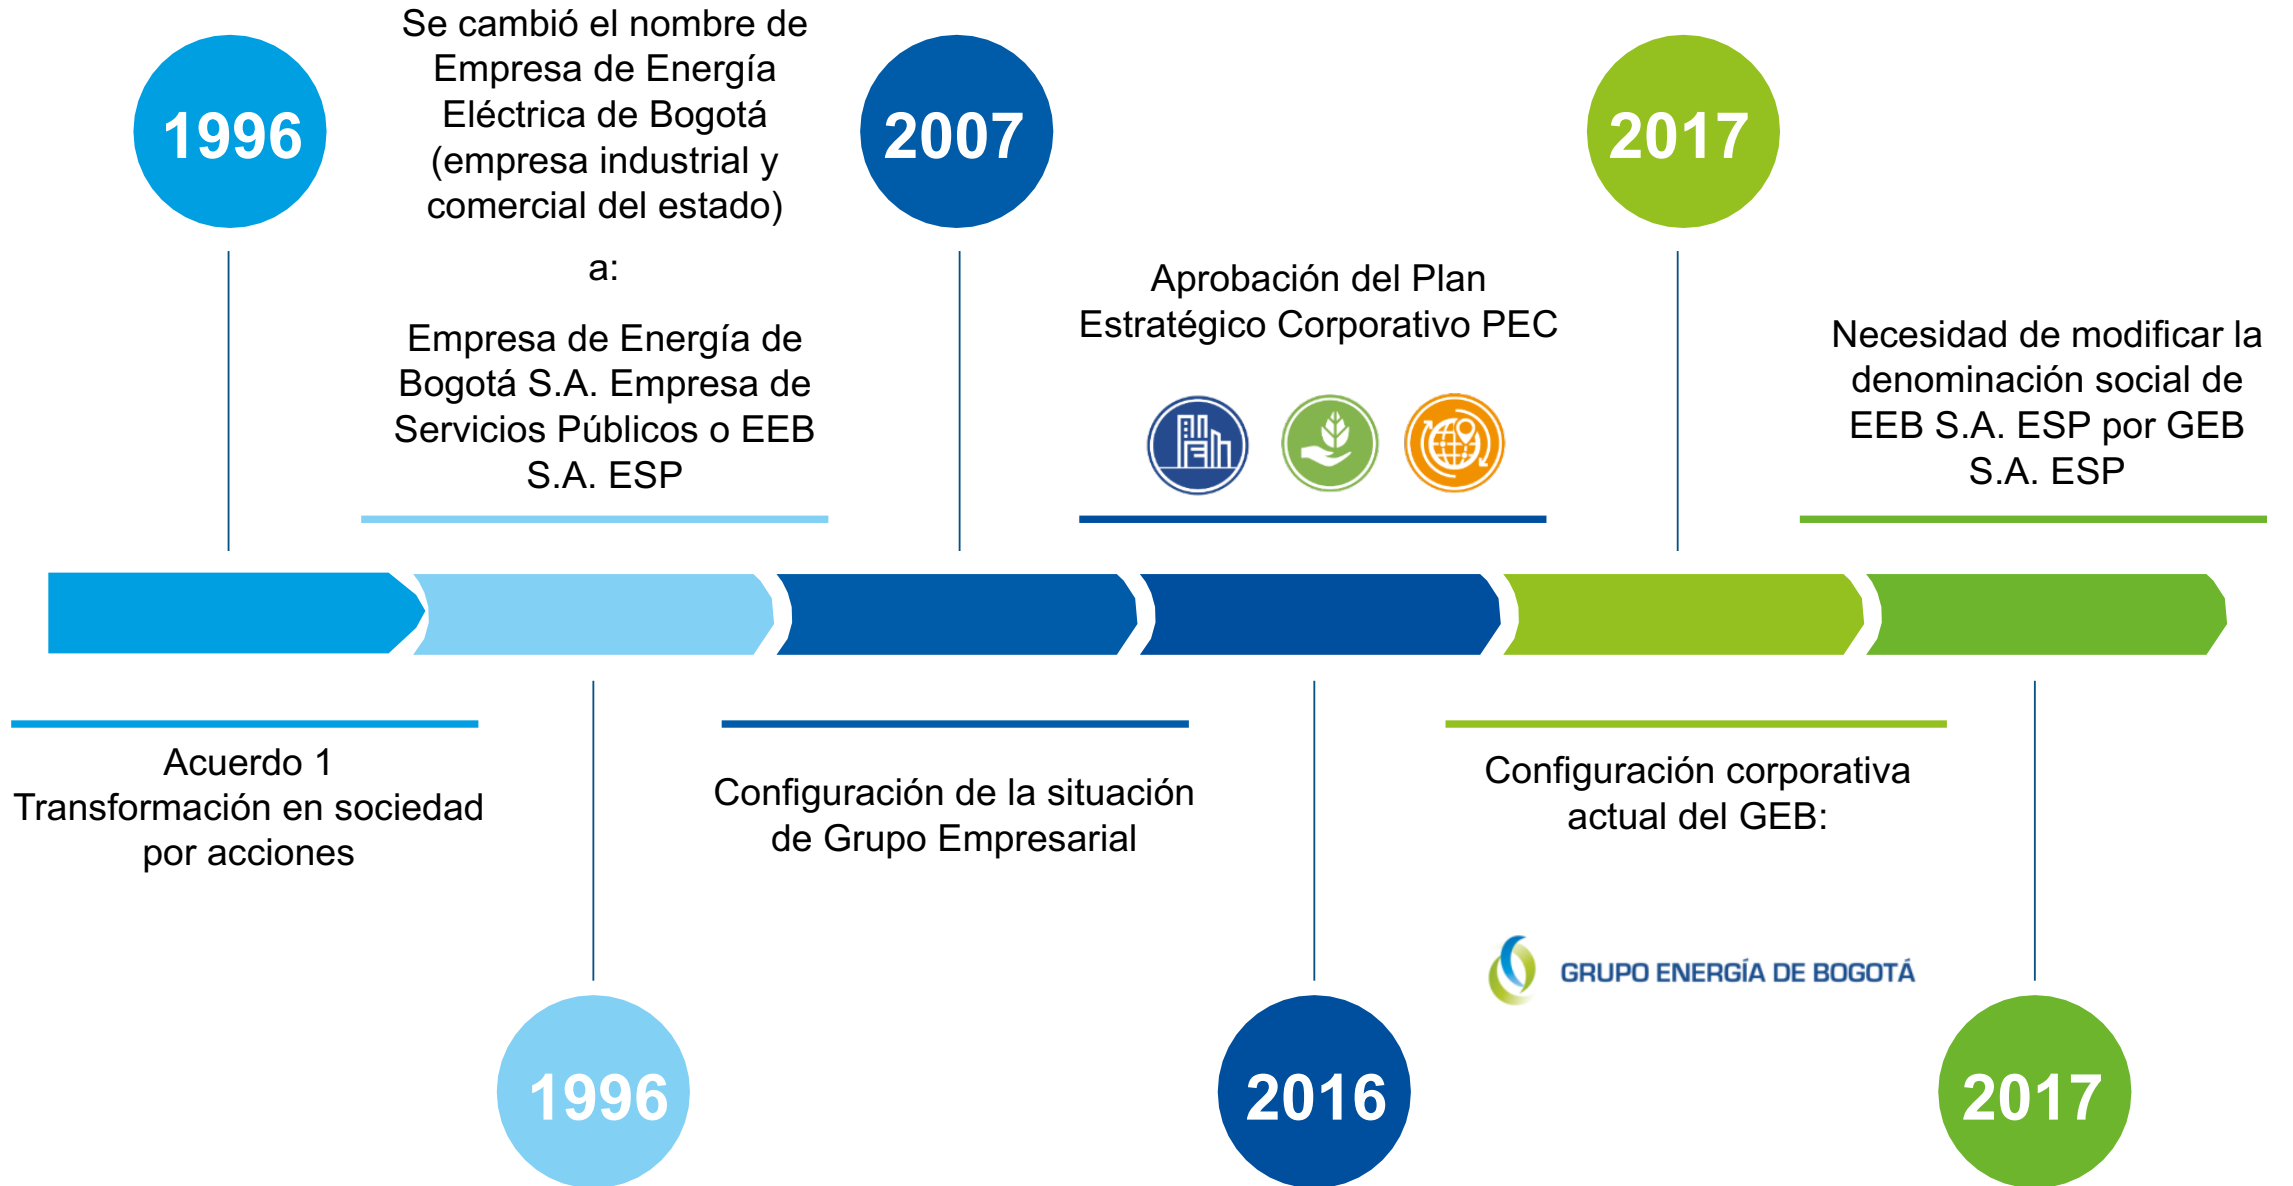 1996
Acuerdo 1
Transformación en sociedad
por acciones
Se cambió el nombre de
Empresa de Energía
Eléctrica de Bogotá
(empresa industrial y
comercial del estado)
a:
Empresa de Energía de
Bogotá S.A. Empresa de
Servicios Públicos o EEB
S.A. ESP
1996
2007
Configuración de la situación
de Grupo Empresarial
Aprobación del Plan
Estratégico Corporativo PEC
2016
2017
Configuración corporativa
actual del GEB:
GRUPO ENERGÍA DE BOGOTÁ
Necesidad de modificar la
denominación social de
EEB S.A. ESP por GEB
S.A. ESP
2017